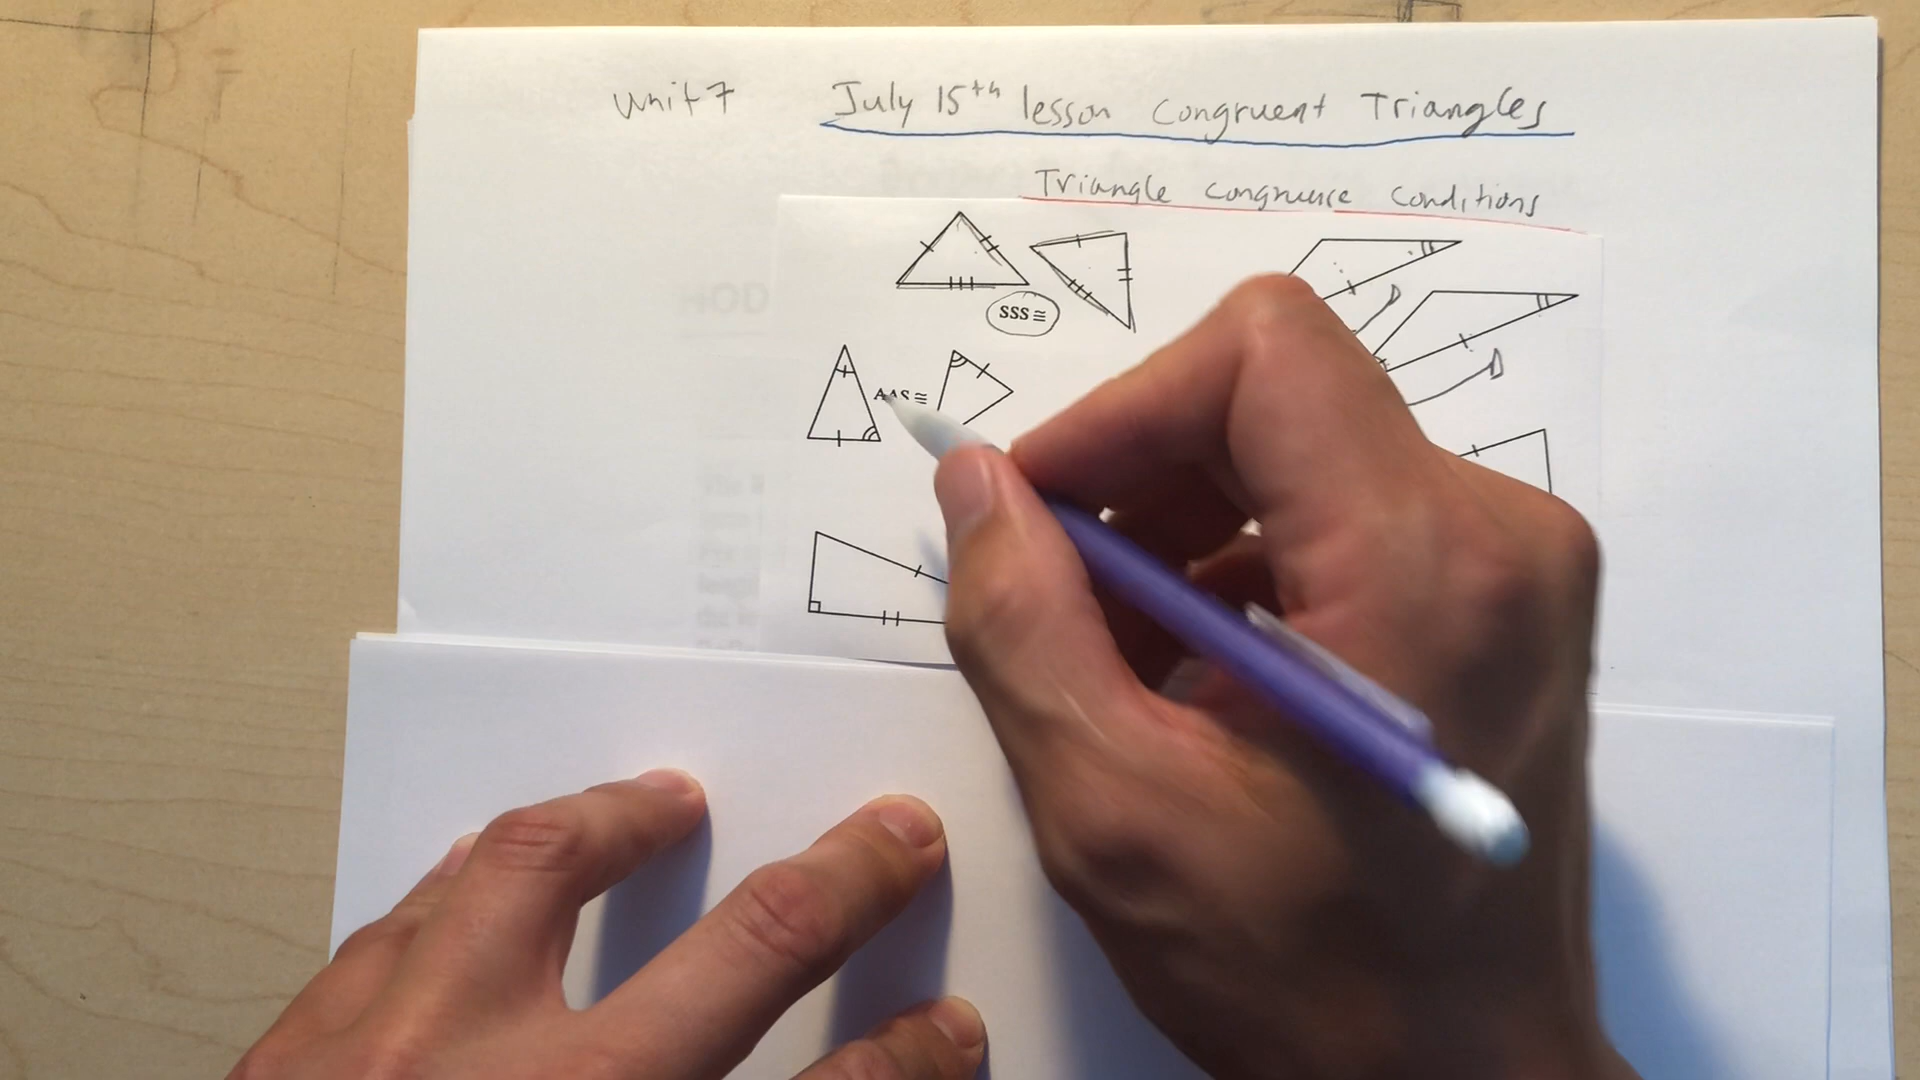 Unit 7 July 15th lesson Congruent Triangles
Triangle Congruence Conditions
SSS ≅
AAS ≅